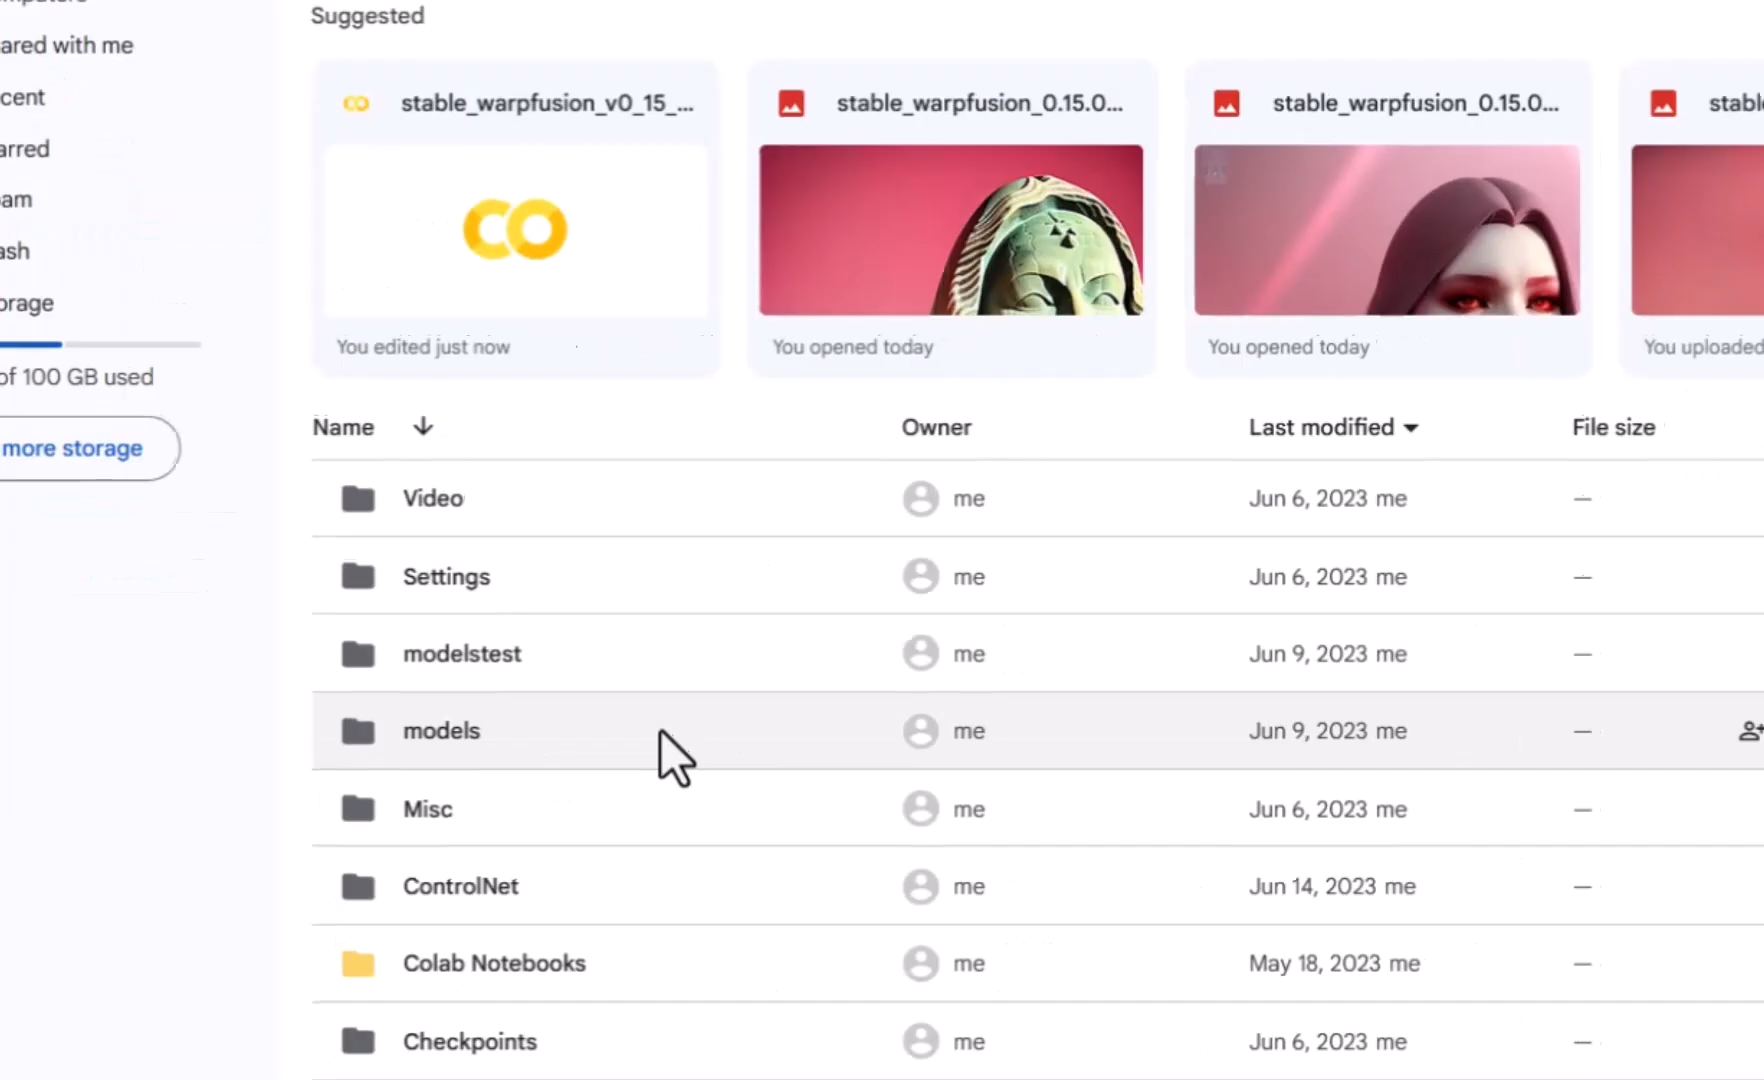 Suggested
ared with me
cent
arred
am
ash
orage
of 100 GB used
more storage
stable_warpfusion_v0_15_...
You edited just now
stable_warpfusion_0.15.0...
You opened today
stable_warpfusion_0.15.0...
You opened today
stabl
You uploaded
Name Owner Last modified File size
Video me Jun 6, 2023 me —
Settings me Jun 6, 2023 me —
modelstest me Jun 9, 2023 me —
models me Jun 9, 2023 me —
Misc me Jun 6, 2023 me —
ControlNet me Jun 14, 2023 me —
Colab Notebooks me May 18, 2023 me —
Checkpoints me Jun 6, 2023 me —